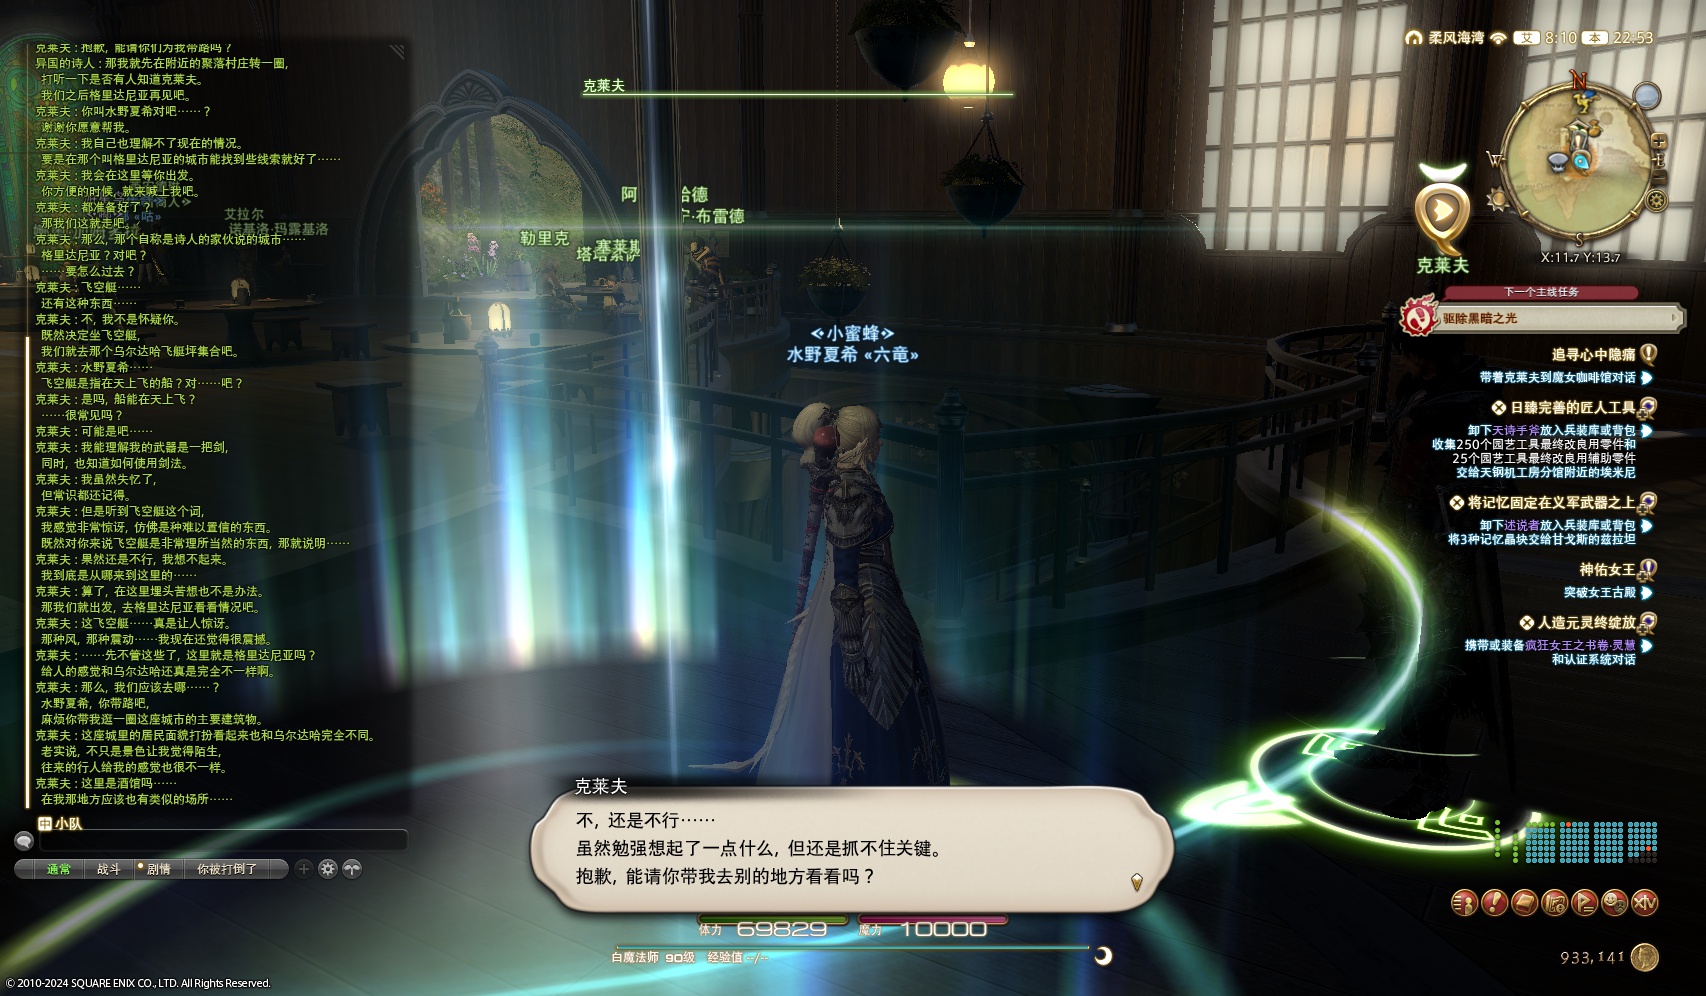 克莱夫：抱歉，能请你们为我带路吗？
异国的诗人：那我就先在附近的聚落村庄转一圈，
打听一下是否有人知道克莱夫。
我们之后格里达尼亚再见吧。
克莱夫：你叫水野夏希对吧……？
谢谢你愿意帮我。
克莱夫：我自己也理解不了现在的情况。
要是在那个叫格里达尼亚的城市能找到些线索就好了……
克莱夫：我会在这里等你出发。
你方便的时候，就来喊上我吧。
克莱夫：都准备好了？
那我们这就走吧。
克莱夫：那么，那个自称是诗人的家伙说的城市……
格里达尼亚？对吧？
……要怎么过去？
克莱夫：飞空艇……
还有这种东西……
克莱夫：不，我不是怀疑你。
既然决定坐飞空艇，
我们就去那个乌尔达哈飞艇坪集合吧。
克莱夫：水野夏希……
飞空艇是指在天上飞的船？对……吧？
克莱夫：是吗，船能在天上飞？
……很常见吗？
克莱夫：可能是吧……
克莱夫：我能理解我的武器是一把剑，
同时，也知道如何使用剑法。
克莱夫：我虽然失忆了，
但常识都还记得。
克莱夫：但是听到飞空艇这个词，
我感觉非常惊讶，仿佛是种难以置信的东西。
既然对你来说飞空艇是非常理所当然的东西，那就说明……
克莱夫：果然还是不行，我想不起来。
我到底是从哪来到这里的……
克莱夫：算了，在这里埋头苦想也不是办法。
那我们就出发，去格里达尼亚看看情况吧。
克莱夫：这飞空艇……真是让人惊讶。
那种风，那种震动……我现在还觉得很震撼。
克莱夫：……先不管这些了，这里就是格里达尼亚吗？
给人的感觉和乌尔达哈还真是完全不一样啊。
克莱夫：那么，我们应该去哪……？
水野夏希，你带路吧，
麻烦你带我逛一圈这座城市的主要建筑物。
克莱夫：这座城里的居民面貌打扮看起来也和乌尔达哈完全不同。
老实说，不只是景色让我觉得陌生，
往来的行人给我的感觉也很不一样。
克莱夫：这里是酒馆吗……
在我那地方应该也有类似的场所……
小队
通常
战斗
剧情
你被打倒了
艾拉尔
诺基洛·玛露基洛
克莱夫
勒里克
‹小蜜蜂›
水野夏希 «六竜»
柔风海湾 艾 8:10 本 22:53
N
W
E
S
X:11.7 Y:13.7
克莱夫
下一个主线任务
驱除黑暗之光
追寻心中隐痛
带着克莱夫到魔女咖啡馆对话
日臻完善的匠人工具
卸下天诗手斧放入兵装库或背包
收集250个园艺工具最终改良用零件和
25个园艺工具最终改良用辅助零件
交给天钢机工房分馆附近的埃米尼
将记忆固定在义军武器之上
卸下述说者放入兵装库或背包
将3种记忆晶块交给甘戈斯的兹拉坦
神佑女王
突破女王古殿
人造元灵终绽放
携带或装备疯狂女王之书卷·灵慧
和认证系统对话
克莱夫
不，还是不行……
虽然勉强想起了一点什么，但还是抓不住关键。
抱歉，能请你带我去别的地方看看吗？
体力 69829 魔力 10000
白魔法师 90级 经验值 -/-
XIV
933,141
© 2010-2024 SQUARE ENIX CO., LTD. All Rights Reserved.